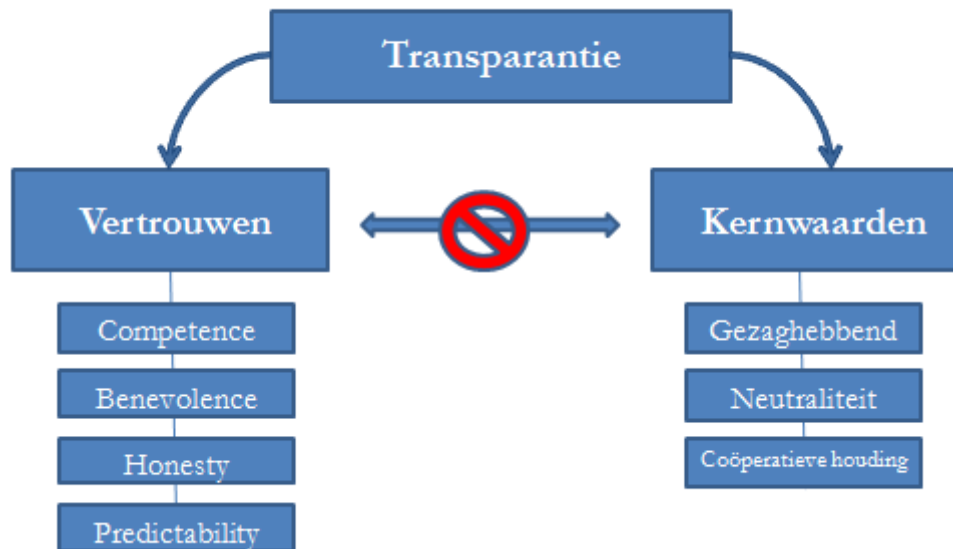 Transparantie
Vertrouwen
Kernwaarden
Competence
Gezaghebbend
Benevolence
Neutraliteit
Honesty
Coöperatieve houding
Predictability